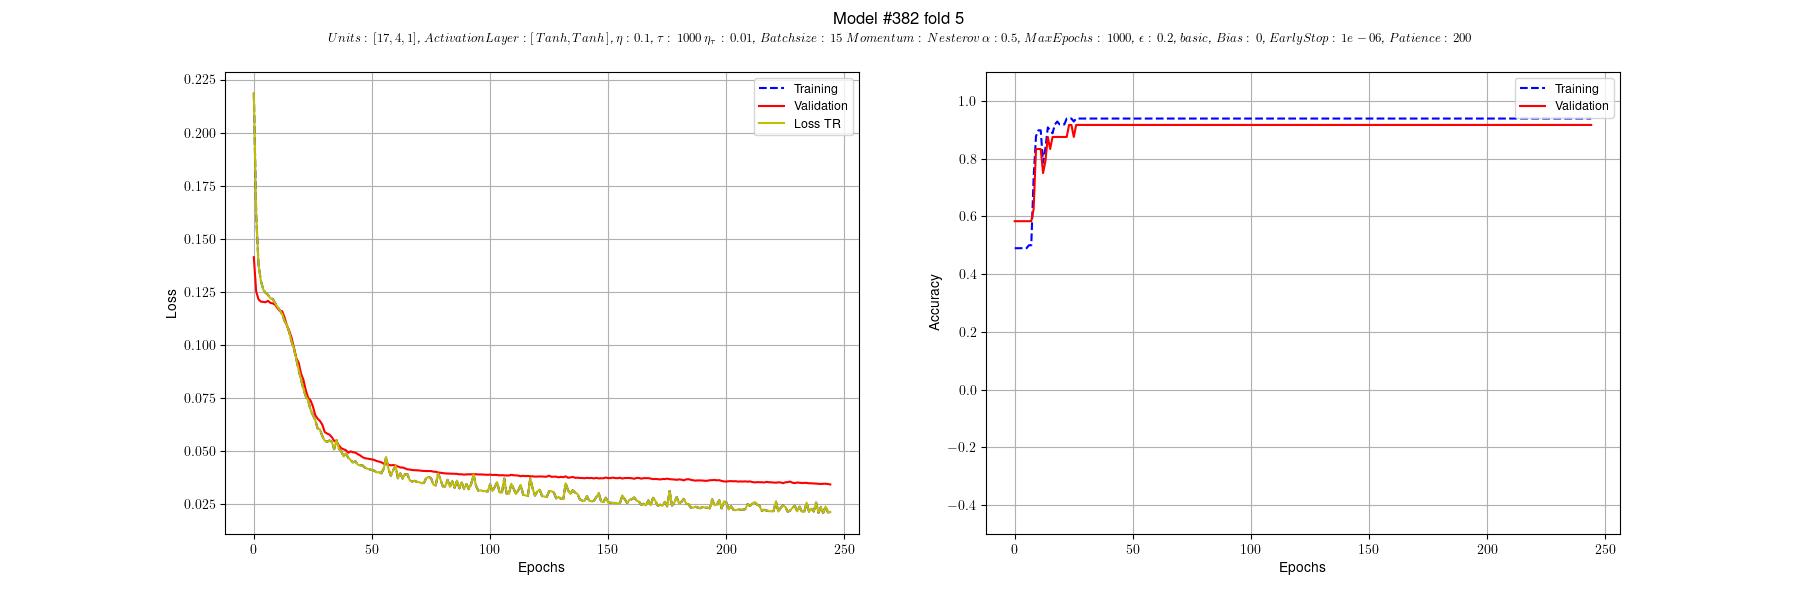 Model #382 fold 5
Units : [17, 4, 1], ActivationLayer : [Tanh, Tanh], η : 0.1, τ : 1000 η_τ : 0.01, Batchsize : 15 Momentum : Nesterov α : 0.5, MaxEpochs : 1000, ϵ : 0.2, basic, Bias : 0, EarlyStop : 1e − 06, Patience : 200
0.225
0.200
0.175
0.150
0.125
0.100
0.075
0.050
0.025
Loss
Training
Validation
Loss TR
0 50 100 150 200 250
Epochs
1.0
0.8
0.6
0.4
0.2
0.0
−0.2
−0.4
Accuracy
Training
Validation
0 50 100 150 200 250
Epochs